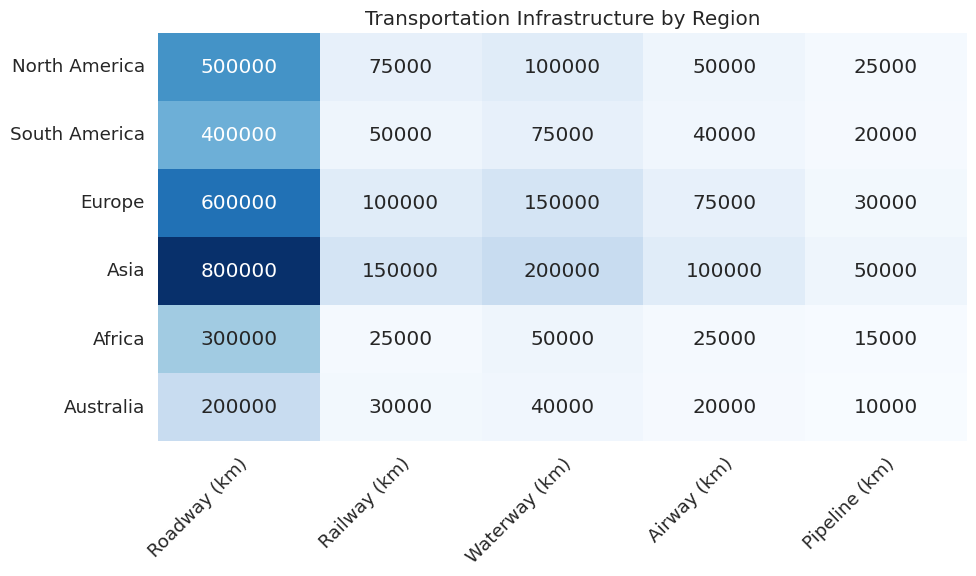 Transportation Infrastructure by Region
North America 500000 75000 100000 50000 25000
South America 400000 50000 75000 40000 20000
Europe 600000 100000 150000 75000 30000
Asia 800000 150000 200000 100000 50000
Africa 300000 25000 50000 25000 15000
Australia 200000 30000 40000 20000 10000
Roadway (km) Railway (km) Waterway (km) Airway (km) Pipeline (km)